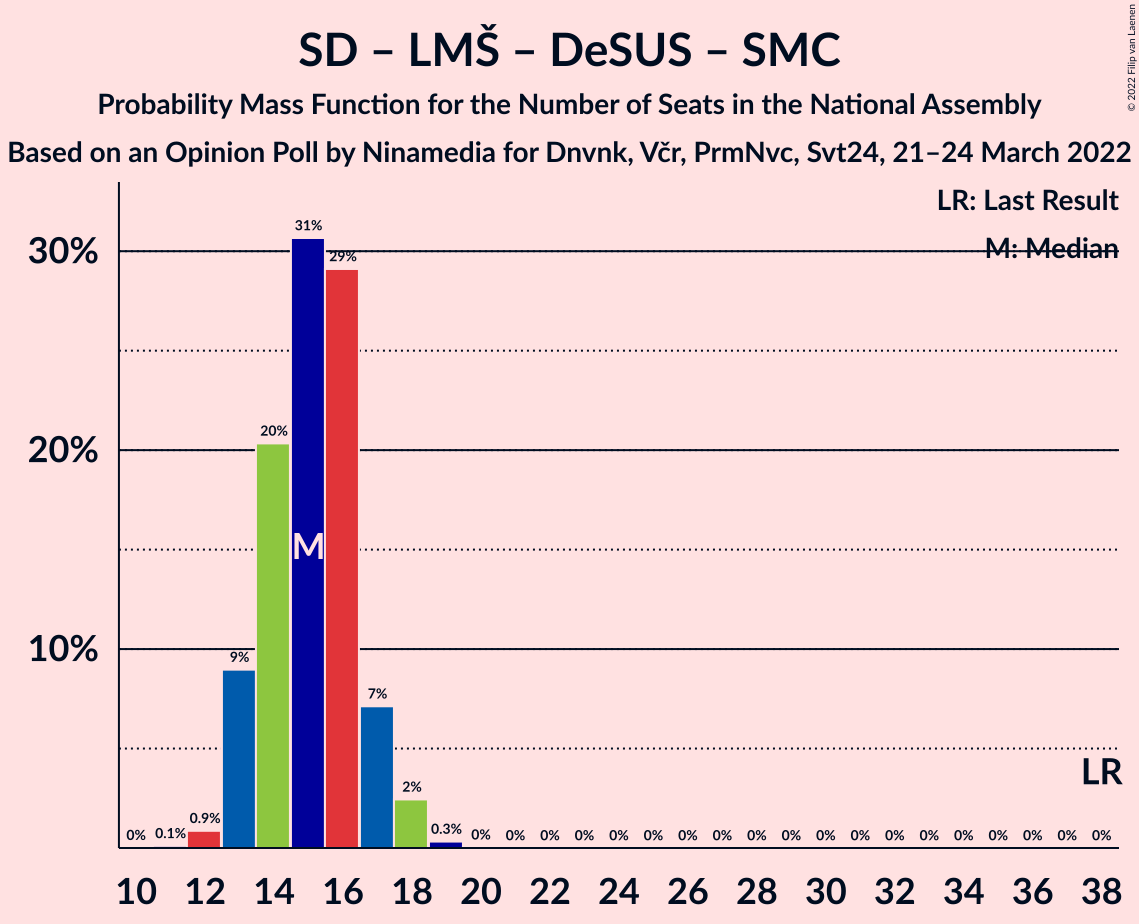 SD – LMŠ – DeSUS – SMC
Probability Mass Function for the Number of Seats in the National Assembly
Based on an Opinion Poll by Ninamedia for Dnvnk, Včr, PrmNvc, Svt24, 21–24 March 2022
© 2022 Filip van Laenen
LR: Last Result
M: Median
30%
20%
10%
0% 0.1% 0.9% 9% 20% 31% 29% 7% 2% 0.3% 0% 0% 0% 0% 0% 0% 0% 0% 0% 0% 0% 0% 0% 0% 0% 0% 0% 0% 0%
M
LR
10 12 14 16 18 20 22 24 26 28 30 32 34 36 38